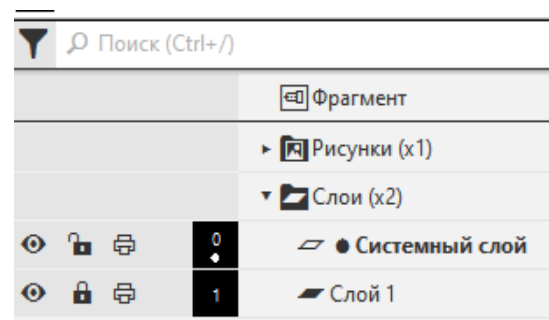 Поиск (Ctrl+/)
Фрагмент
Рисунки (x1)
Слои (x2)
0 Системный слой
1 Слой 1